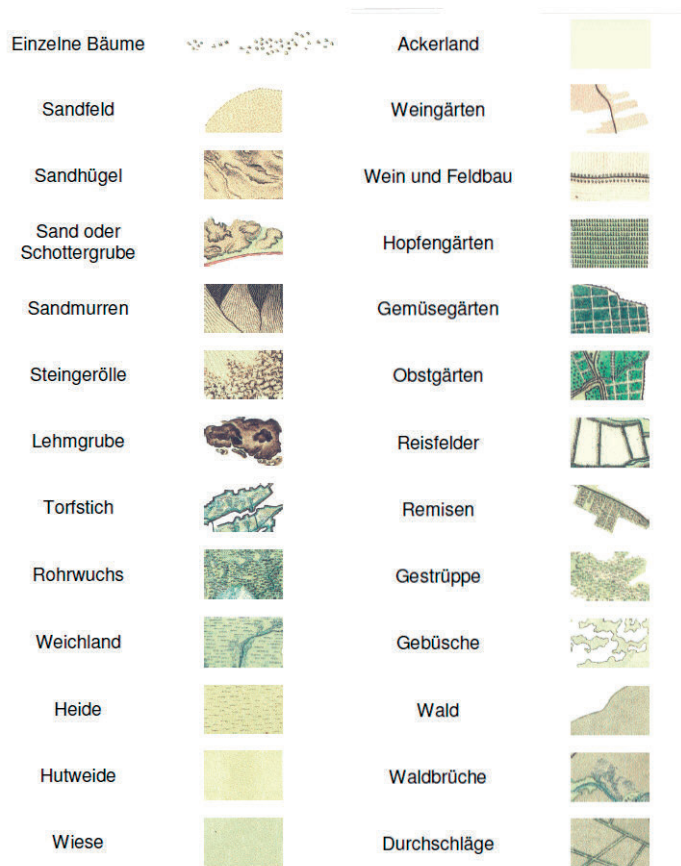 Einzelne Bäume
Ackerland
Sandfeld
Weingärten
Sandhügel
Wein und Feldbau
Sand oder
Schottergrube
Hopfengärten
Sandmurren
Gemüsegärten
Steingerölle
Obstgärten
Lehmgrube
Reisfelder
Torfstich
Remisen
Rohrwuchs
Gestrüppe
Weichland
Gebüsche
Heide
Wald
Hutweide
Waldbrüche
Wiese
Durchschläge